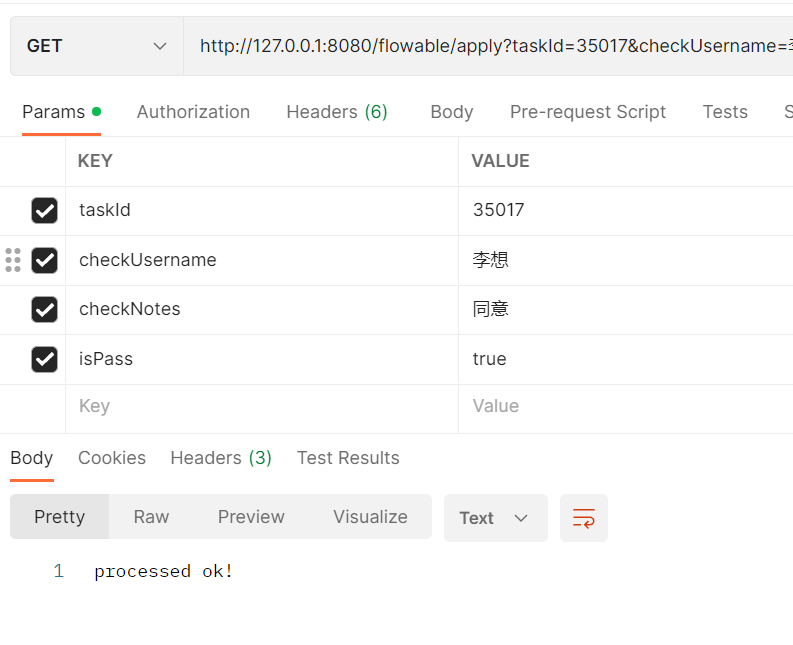 GET http://127.0.0.1:8080/flowable/apply?taskId=35017&checkUsername=
Params Authorization Headers (6) Body Pre-request Script Tests S
KEY VALUE
taskId 35017
checkUsername 李想
checkNotes 同意
isPass true
Key Value
Body Cookies Headers (3) Test Results
Pretty Raw Preview Visualize Text
1 processed ok!